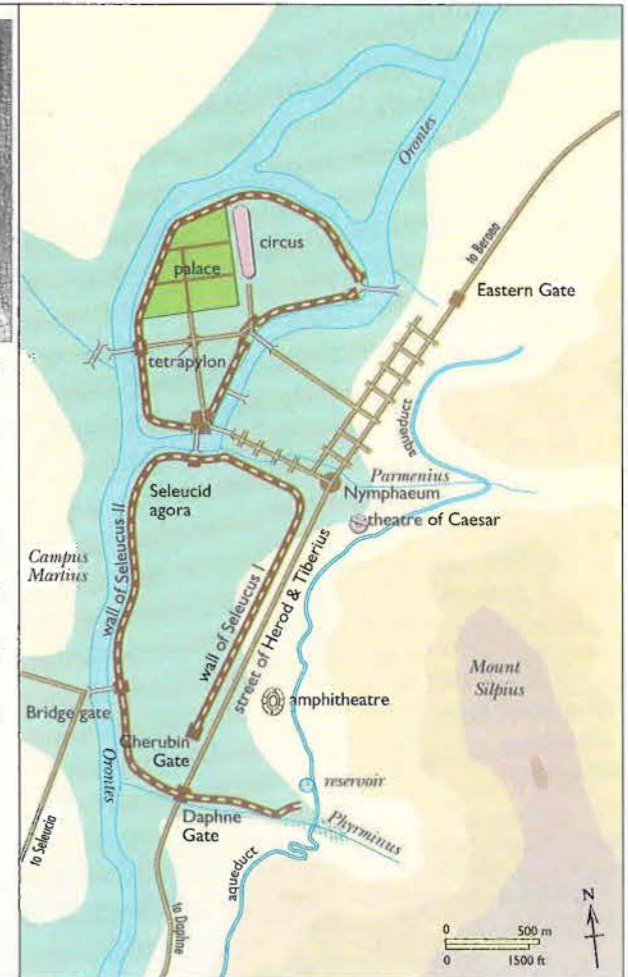 Orontes
circus
palace
to Beroea
Eastern Gate
tetrapylon
aqueduct
Parmenius
Seleucid
agora
Nymphaeum
theatre of Caesar
wall of Seleucus II
Campus
Martius
wall of Seleucus I
street of Herod & Tiberius
Mount
Silpius
Bridge gate
amphitheatre
Cherubin
Gate
Orontes
reservoir
to Seleucia
Daphne
Gate
Phyrminus
aqueduct
to Daphne
N
0 500 m
0 1500 ft